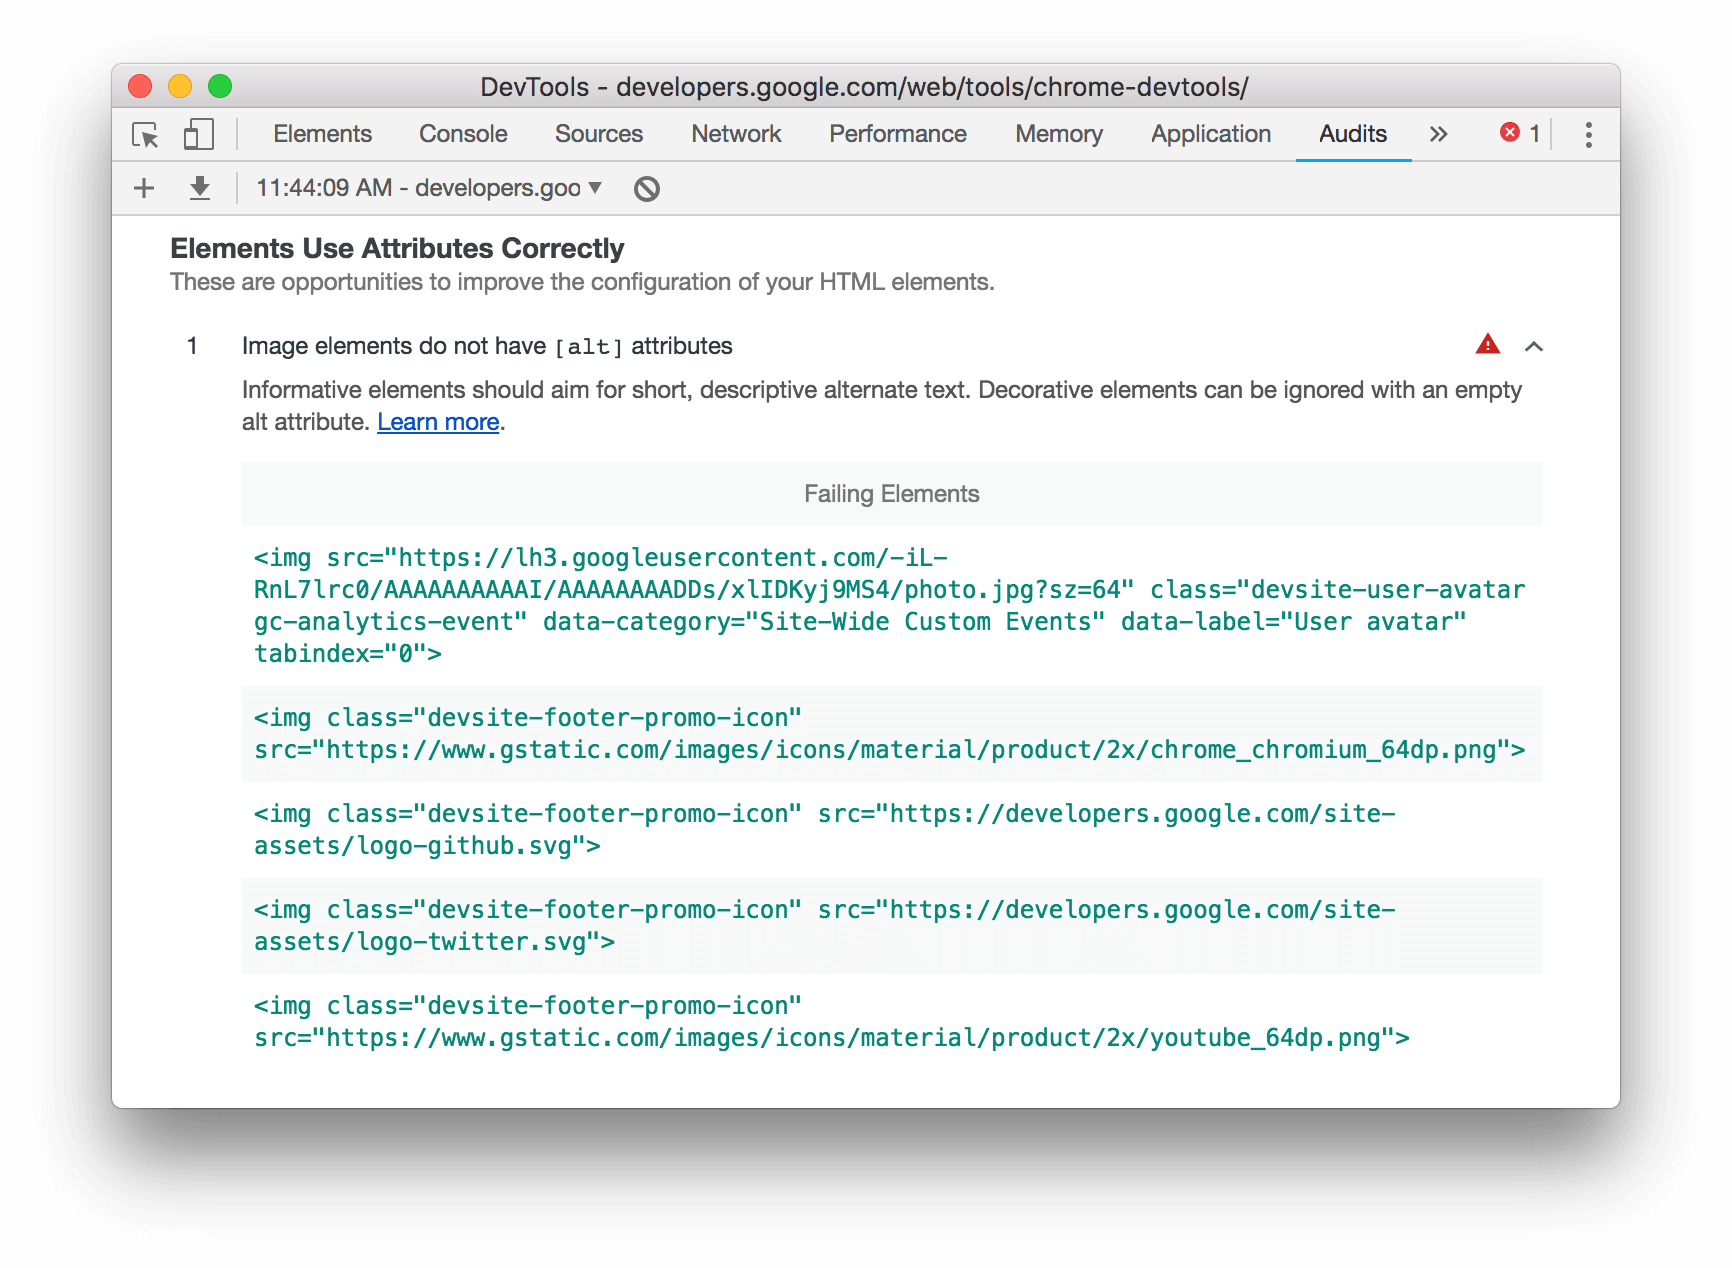 DevTools - developers.google.com/web/tools/chrome-devtools/
Elements Console Sources Network Performance Memory Application Audits » 1
11:44:09 AM - developers.goo
Elements Use Attributes Correctly
These are opportunities to improve the configuration of your HTML elements.
1 Image elements do not have [alt] attributes
Informative elements should aim for short, descriptive alternate text. Decorative elements can be ignored with an empty
alt attribute. Learn more.
Failing Elements
<img src="https://lh3.googleusercontent.com/-iL-
RnL7lrc0/AAAAAAAAAAI/AAAAAAAADDs/xlIDKyj9MS4/photo.jpg?sz=64" class="devsite-user-avatar
gc-analytics-event" data-category="Site-Wide Custom Events" data-label="User avatar"
tabindex="0">
<img class="devsite-footer-promo-icon"
src="https://www.gstatic.com/images/icons/material/product/2x/chrome_chromium_64dp.png">
<img class="devsite-footer-promo-icon" src="https://developers.google.com/site-
assets/logo-github.svg">
<img class="devsite-footer-promo-icon" src="https://developers.google.com/site-
assets/logo-twitter.svg">
<img class="devsite-footer-promo-icon"
src="https://www.gstatic.com/images/icons/material/product/2x/youtube_64dp.png">